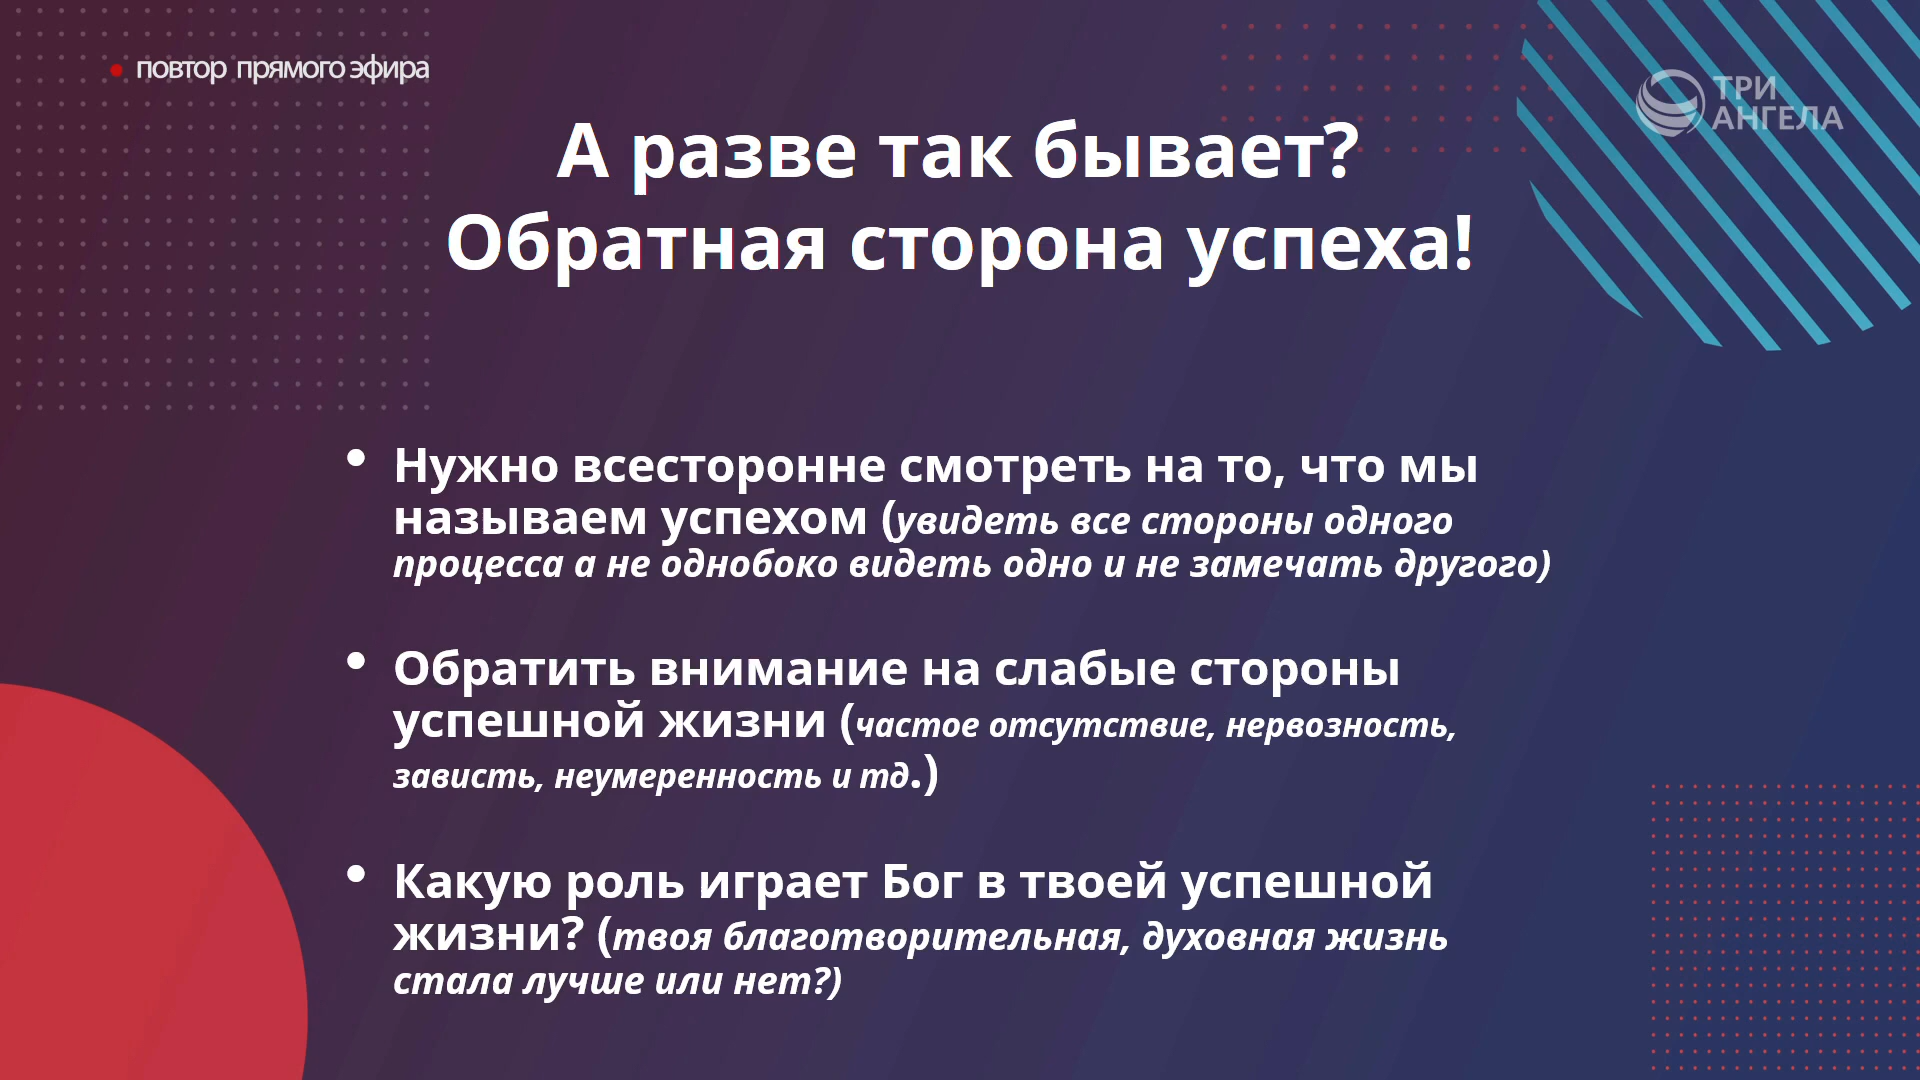 повтор прямого эфира
ТРИ
АНГЕЛА
А разве так бывает?
Обратная сторона успеха!
• Нужно всесторонне смотреть на то, что мы
называем успехом (увидеть все стороны одного
процесса а не однобоко видеть одно и не замечать другого)
• Обратить внимание на слабые стороны
успешной жизни (частое отсутствие, нервозность,
зависть, неумеренность и тд.)
• Какую роль играет Бог в твоей успешной
жизни? (твоя благотворительная, духовная жизнь
стала лучше или нет?)